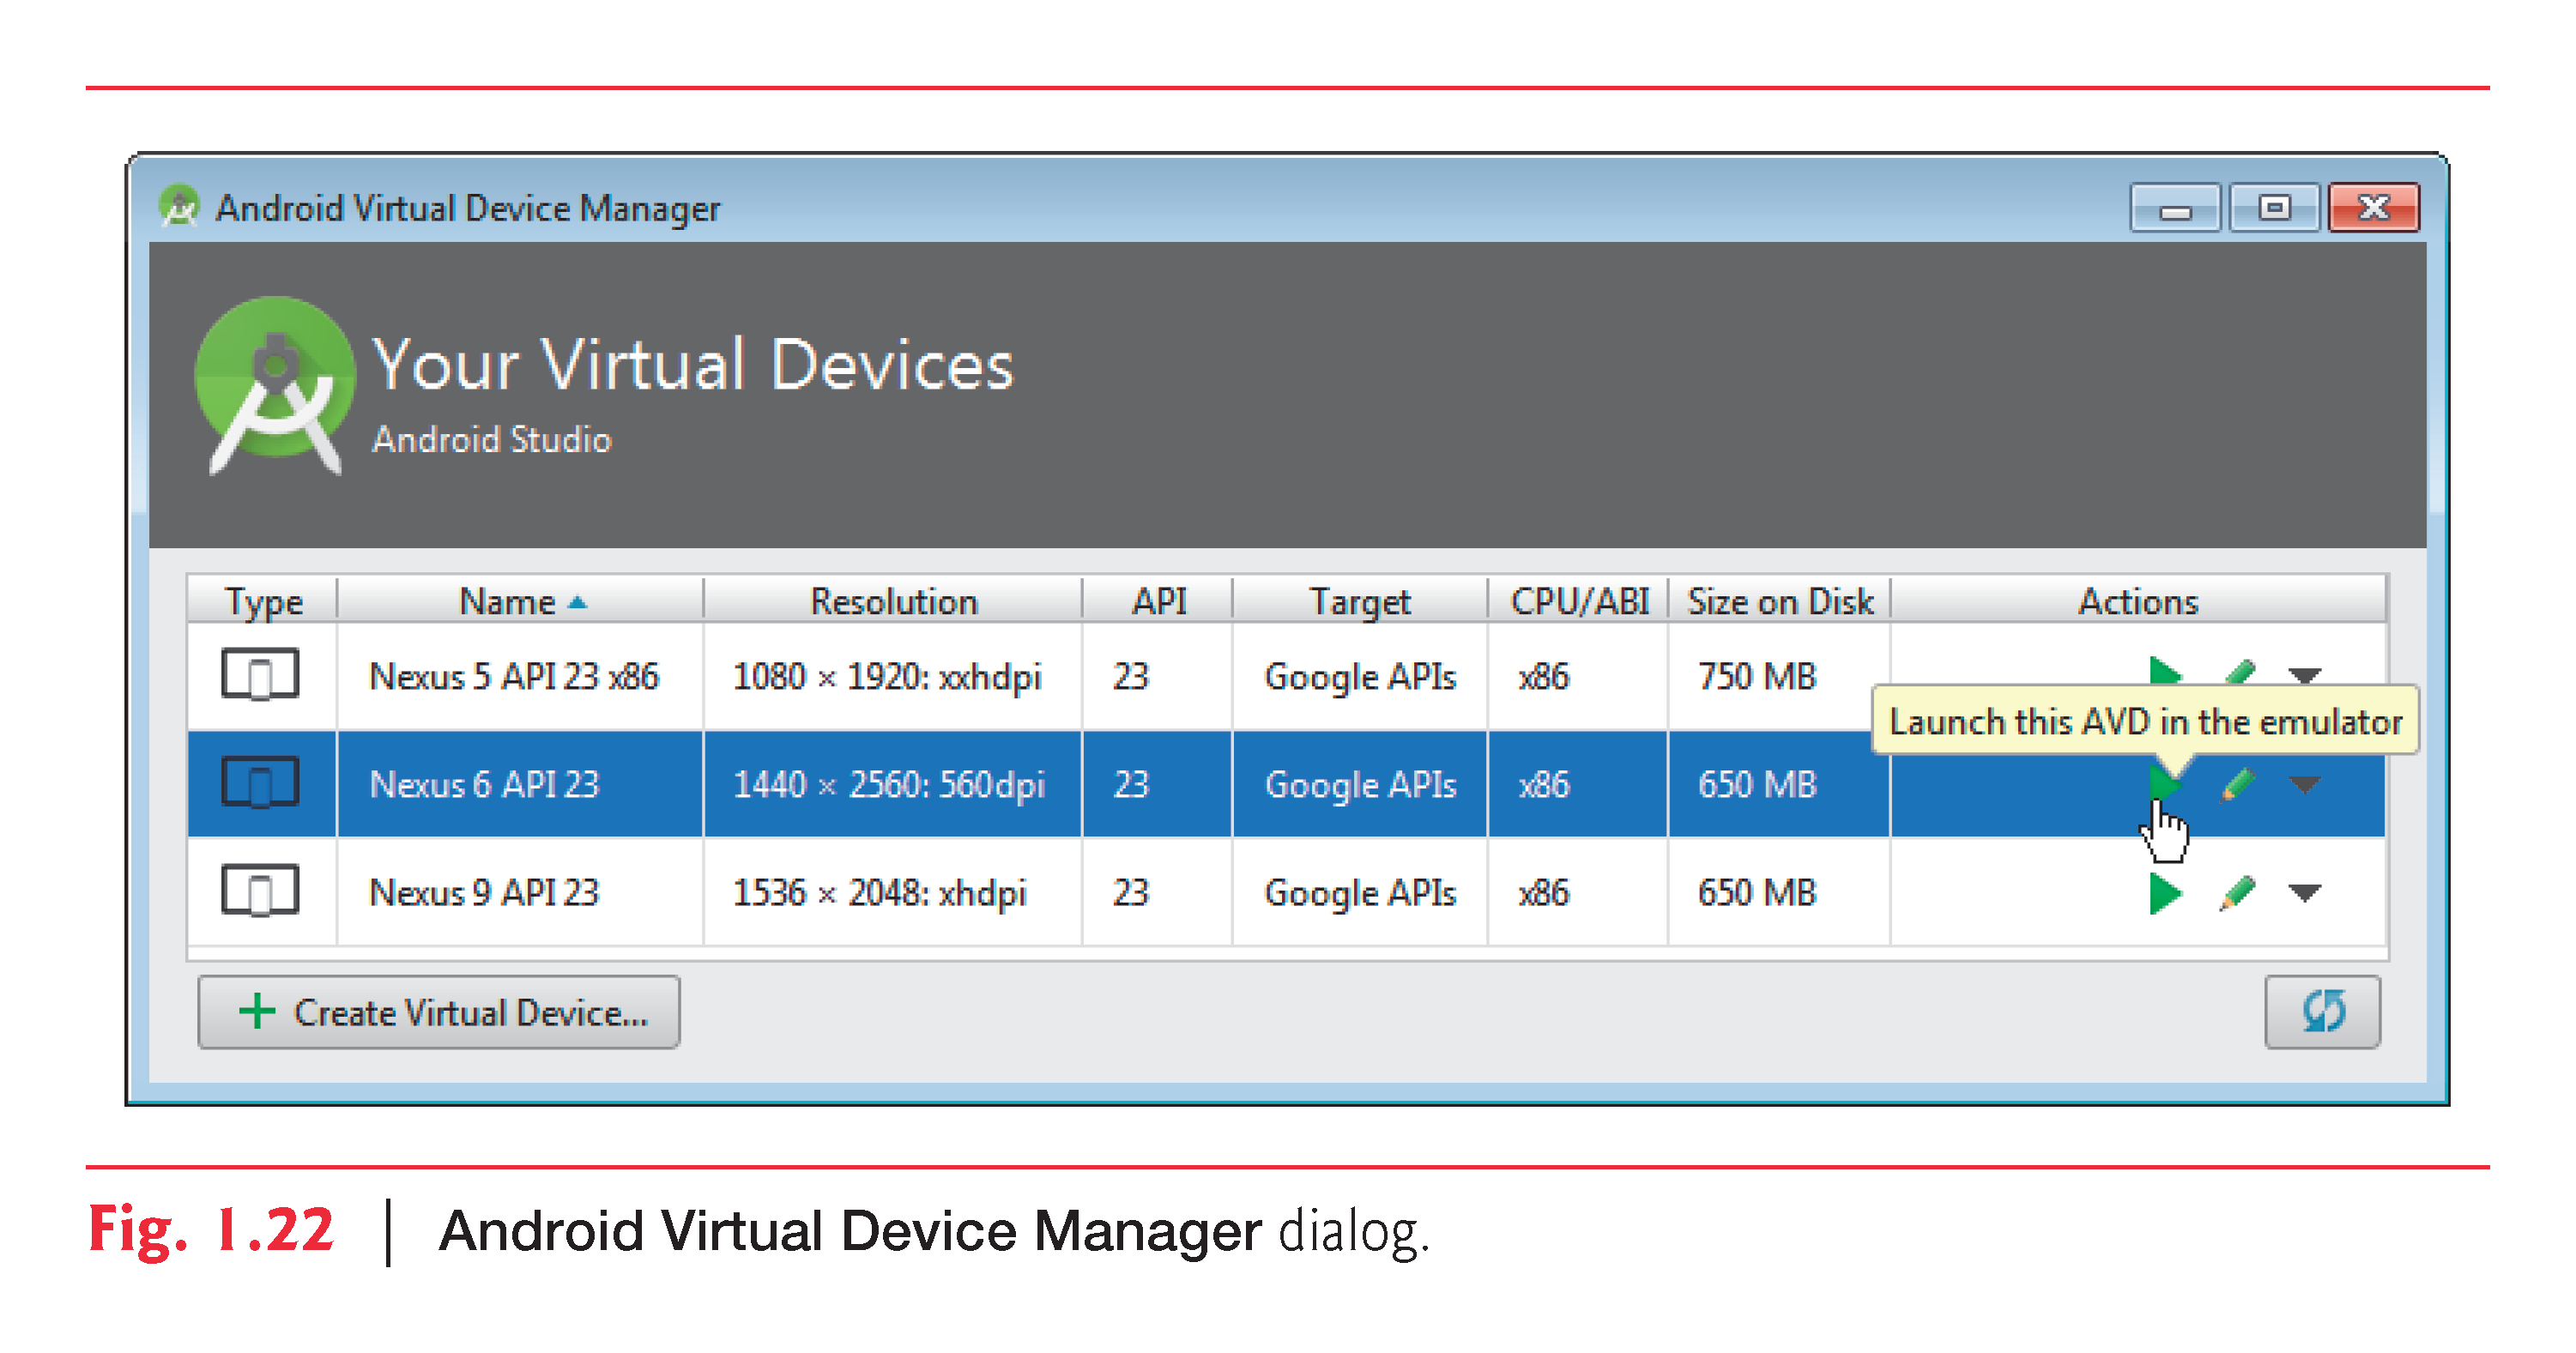 Android Virtual Device Manager
Your Virtual Devices
Android Studio
Type Name Resolution API Target CPU/ABI Size on Disk Actions
Nexus 5 API 23 x86 1080 × 1920: xxhdpi 23 Google APIs x86 750 MB
Launch this AVD in the emulator
Nexus 6 API 23 1440 × 2560: 560dpi 23 Google APIs x86 650 MB
Nexus 9 API 23 1536 × 2048: xhdpi 23 Google APIs x86 650 MB
Create Virtual Device...
Fig. 1.22 | Android Virtual Device Manager dialog.